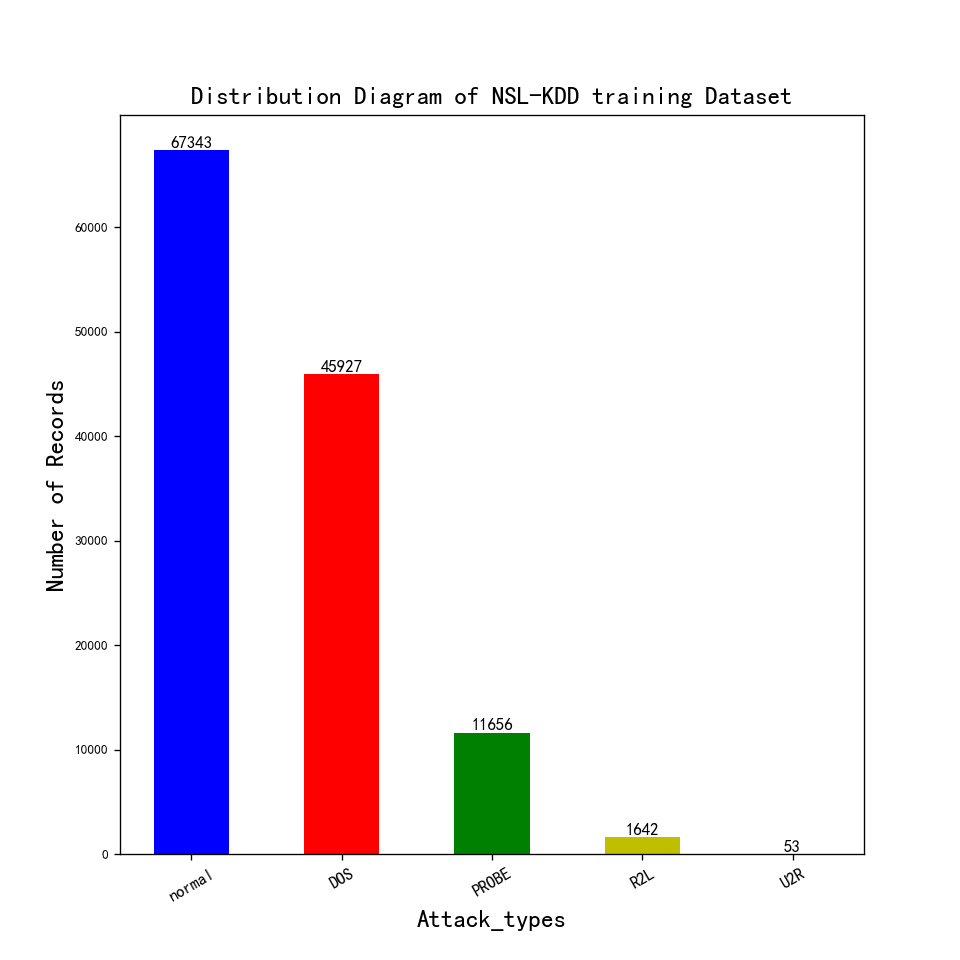 Distribution Diagram of NSL-KDD training Dataset
67343
60000
50000
45927
40000
Number of Records
30000
20000
11656
10000
1642
53
0
normal
DOS
PROBE
R2L
U2R
Attack_types